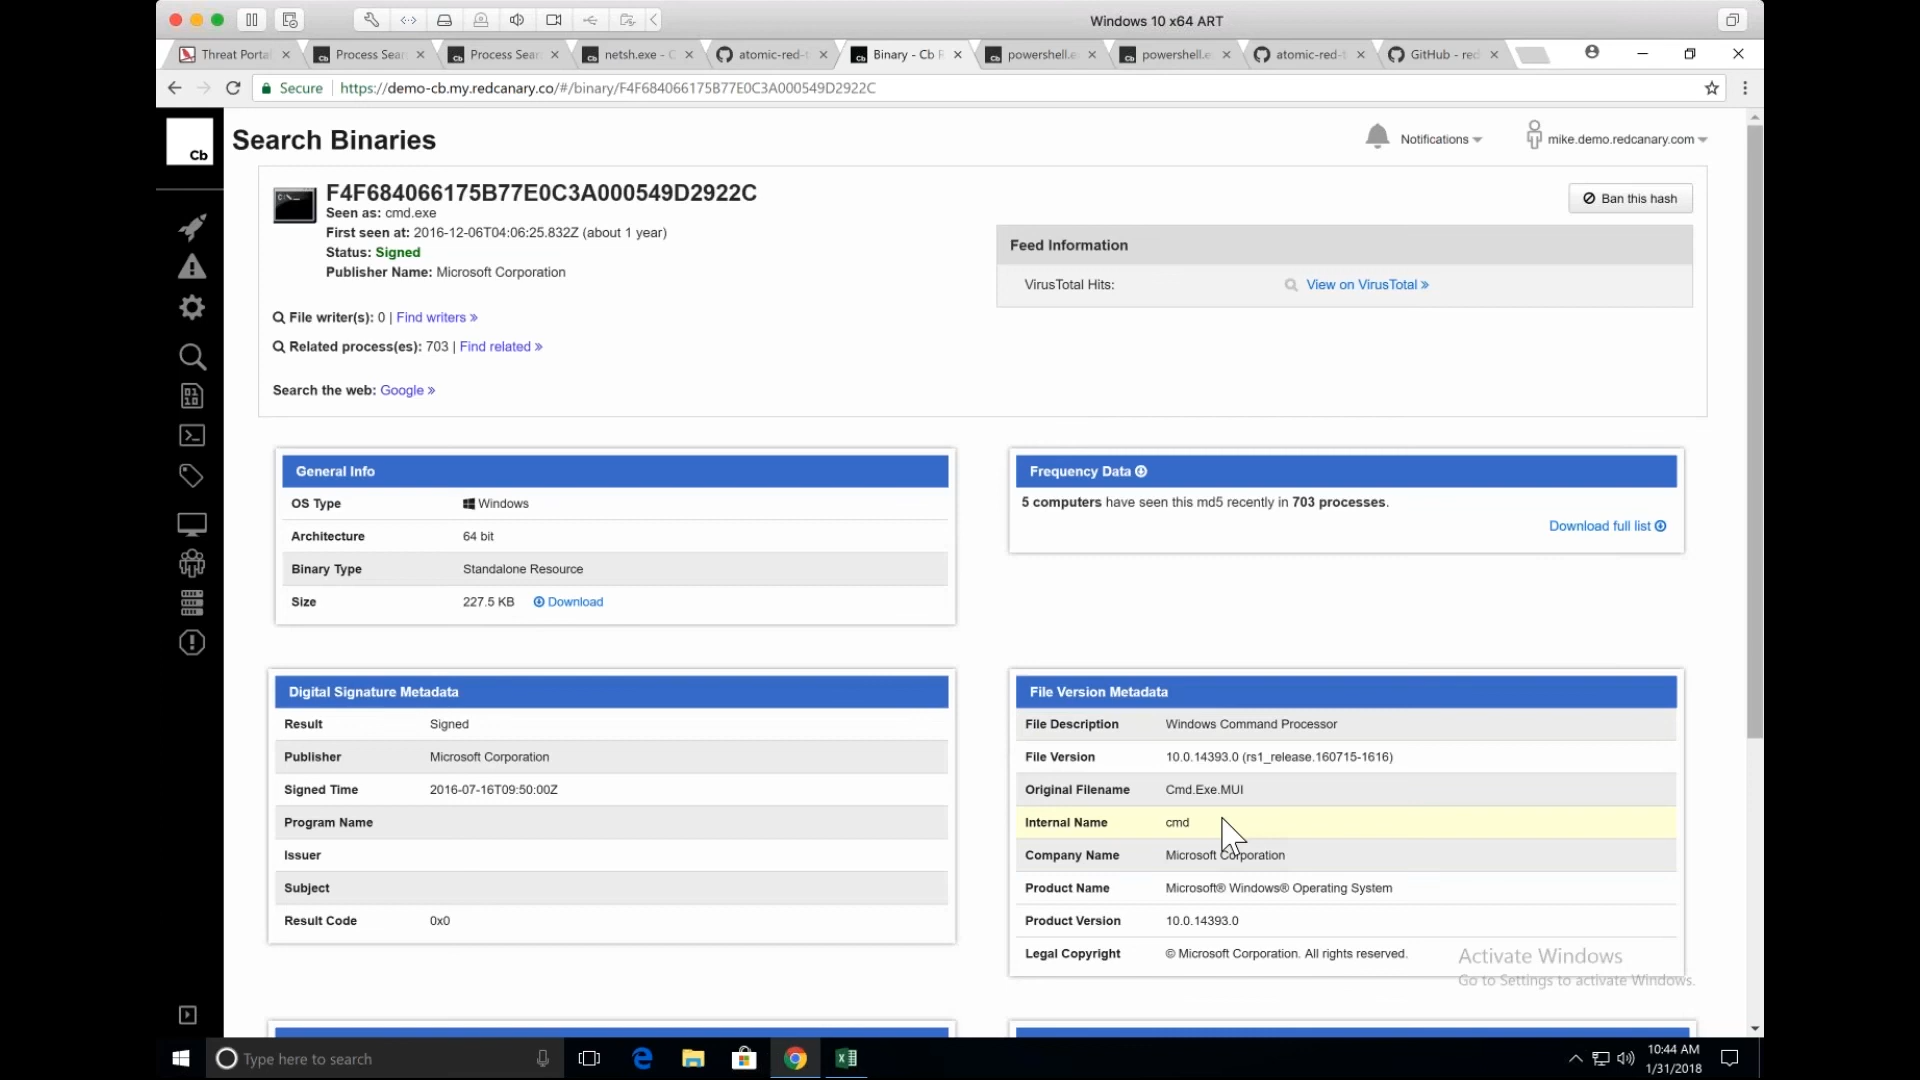 Windows 10 x64 ART
Threat Portal
Process Sear
Process Sear
netsh.exe - C
atomic-red-t
Binary - Cb R
powershell.e
powershell.e
atomic-red-t
GitHub - red
Secure
https://demo-cb.my.redcanary.co/#/binary/F4F684066175B77E0C3A000549D2922C
Cb
Search Binaries
Notifications
mike.demo.redcanary.com
F4F684066175B77E0C3A000549D2922C
Seen as: cmd.exe
First seen at: 2016-12-06T04:06:25.832Z (about 1 year)
Status: Signed
Publisher Name: Microsoft Corporation
Ban this hash
Feed Information
VirusTotal Hits:
View on VirusTotal »
File writer(s): 0 | Find writers »
Related process(es): 703 | Find related »
Search the web: Google »
General Info
OS Type Windows
Architecture 64 bit
Binary Type Standalone Resource
Size 227.5 KB Download
Frequency Data
5 computers have seen this md5 recently in 703 processes.
Download full list
Digital Signature Metadata
Result Signed
Publisher Microsoft Corporation
Signed Time 2016-07-16T09:50:00Z
Program Name
Issuer
Subject
Result Code 0x0
File Version Metadata
File Description Windows Command Processor
File Version 10.0.14393.0 (rs1_release.160715-1616)
Original Filename Cmd.Exe.MUI
Internal Name cmd
Company Name Microsoft Corporation
Product Name Microsoft® Windows® Operating System
Product Version 10.0.14393.0
Legal Copyright © Microsoft Corporation. All rights reserved.
Activate Windows
Go to Settings to activate Windows.
Type here to search
10:44 AM
1/31/2018